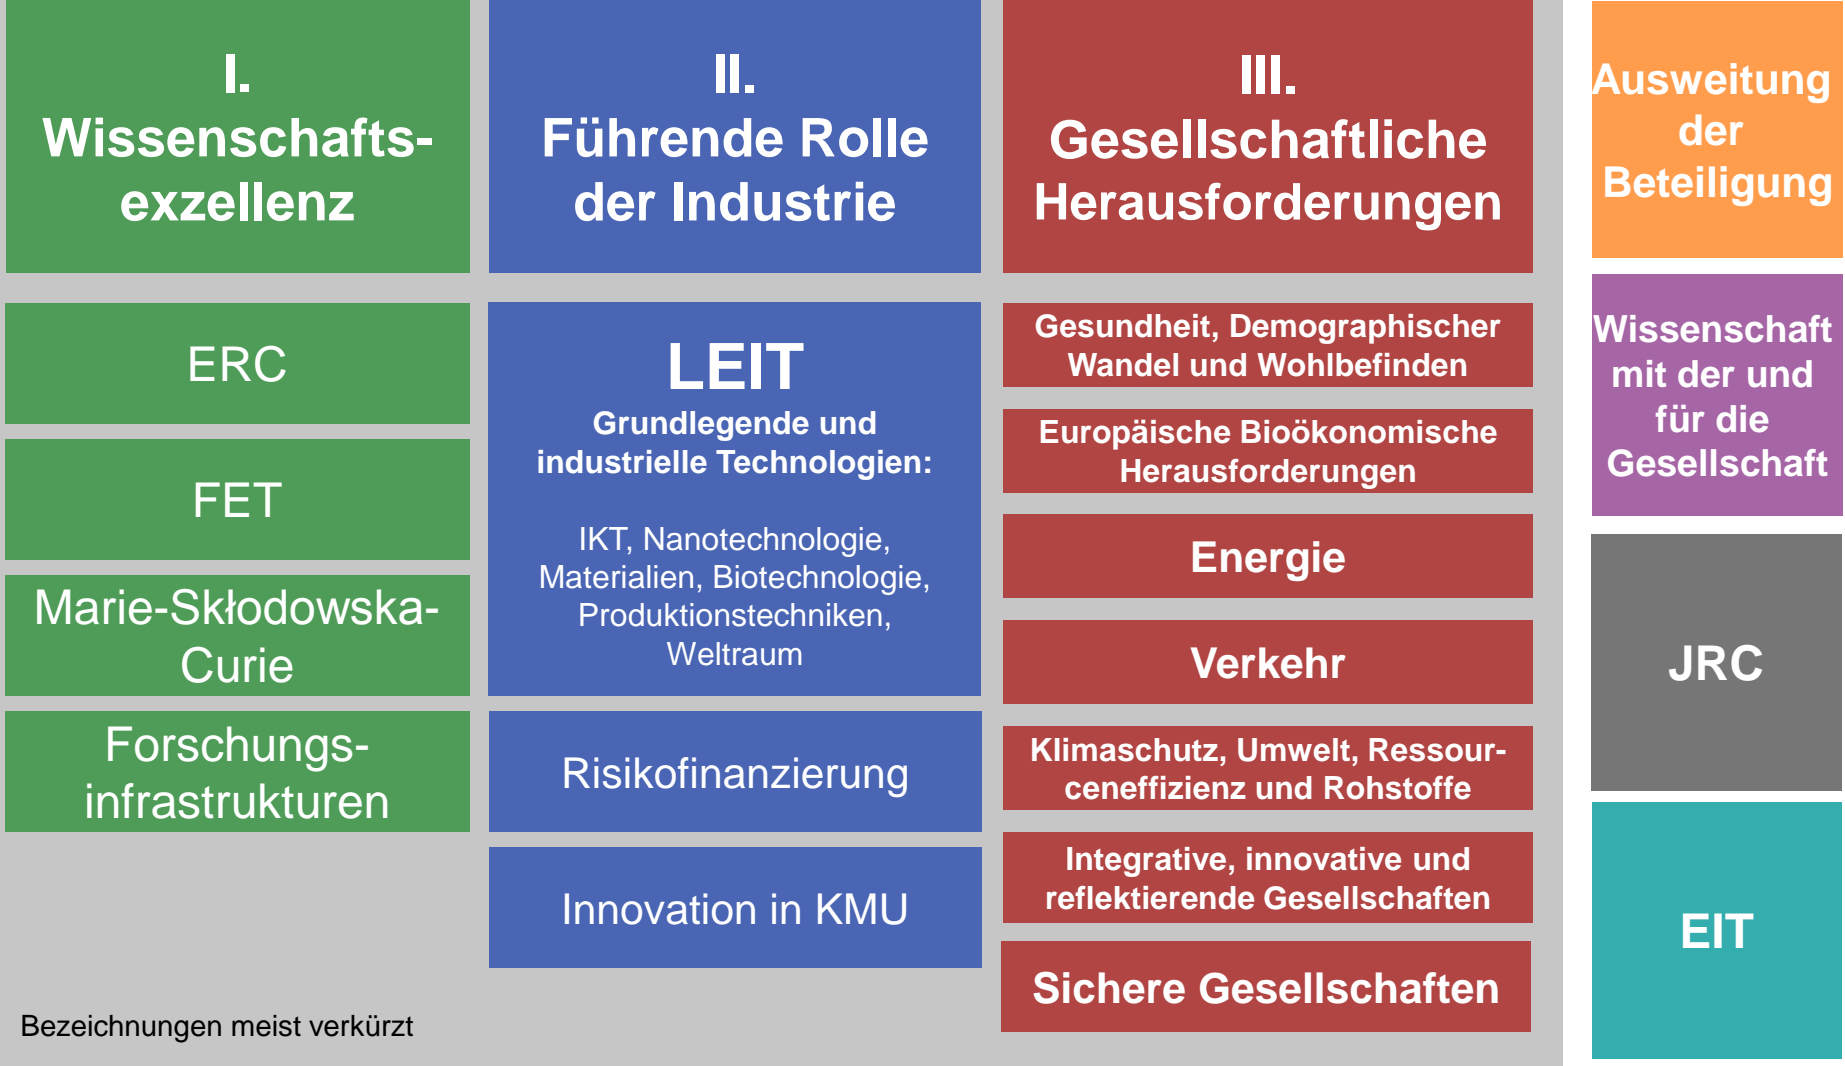 I.
Wissenschafts-
exzellenz
ERC
FET
Marie-Skłodowska-
Curie
Forschungs-
infrastrukturen
II.
Führende Rolle
der Industrie
LEIT
Grundlegende und
industrielle Technologien:
IKT, Nanotechnologie,
Materialien, Biotechnologie,
Produktionstechniken,
Weltraum
Risikofinanzierung
Innovation in KMU
III.
Gesellschaftliche
Herausforderungen
Gesundheit, Demographischer
Wandel und Wohlbefinden
Europäische Bioökonomische
Herausforderungen
Energie
Verkehr
Klimaschutz, Umwelt, Ressour-
ceneffizienz und Rohstoffe
Integrative, innovative und
reflektierende Gesellschaften
Sichere Gesellschaften
Ausweitung
der
Beteiligung
Wissenschaft
mit der und
für die
Gesellschaft
JRC
EIT
Bezeichnungen meist verkürzt